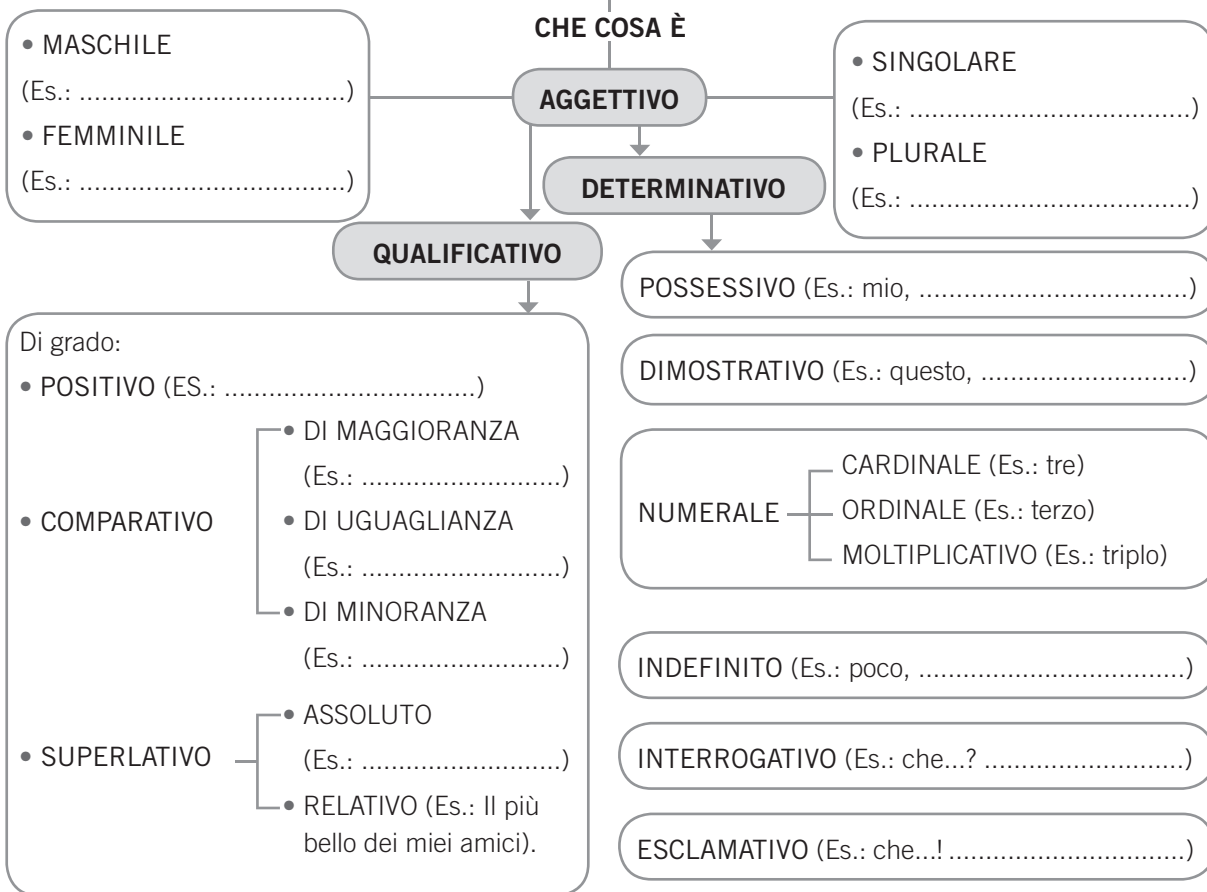 CHE COSA È
• MASCHILE
(Es.: ....................................)
• FEMMINILE
(Es.: ....................................)
AGGETTIVO
• SINGOLARE
(Es.: ......................................)
• PLURALE
(Es.: ......................................)
DETERMINATIVO
QUALIFICATIVO
Di grado:
• POSITIVO (ES.: ..................................)
• COMPARATIVO
• DI MAGGIORANZA
(Es.: ...........................)
• DI UGUAGLIANZA
(Es.: ...........................)
• DI MINORANZA
(Es.: ...........................)
• SUPERLATIVO
• ASSOLUTO
(Es.: ...........................)
• RELATIVO (Es.: Il più
bello dei miei amici).
POSSESSIVO (Es.: mio, .....................................)
DIMOSTRATIVO (Es.: questo, ............................)
NUMERALE
CARDINALE (Es.: tre)
ORDINALE (Es.: terzo)
MOLTIPLICATIVO (Es.: triplo)
INDEFINITO (Es.: poco, ....................................)
INTERROGATIVO (Es.: che...? ...........................)
ESCLAMATIVO (Es.: che...! ................................)